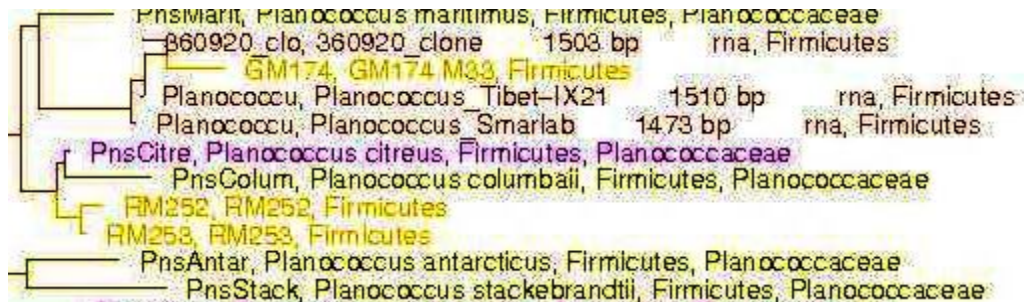 PnsMarit, Planococcus maritimus, Firmicutes, Planococcaceae
360920_clo, 360920_clone 1503 bp rna, Firmicutes
GM174, GM174 M33, Firmicutes
Planococcu, Planococcus_Tibet-IX21 1510 bp rna, Firmicutes
Planococcu, Planococcus_Smarlab 1473 bp rna, Firmicutes
PnsCitre, Planococcus citreus, Firmicutes, Planococcaceae
PnsColum, Planococcus columbaii, Firmicutes, Planococcaceae
RM252, RM252, Firmicutes
RM253, RM253, Firmicutes
PnsAntar, Planococcus antarcticus, Firmicutes, Planococcaceae
PnsStack, Planococcus stackebrandtii, Firmicutes, Planococcaceae